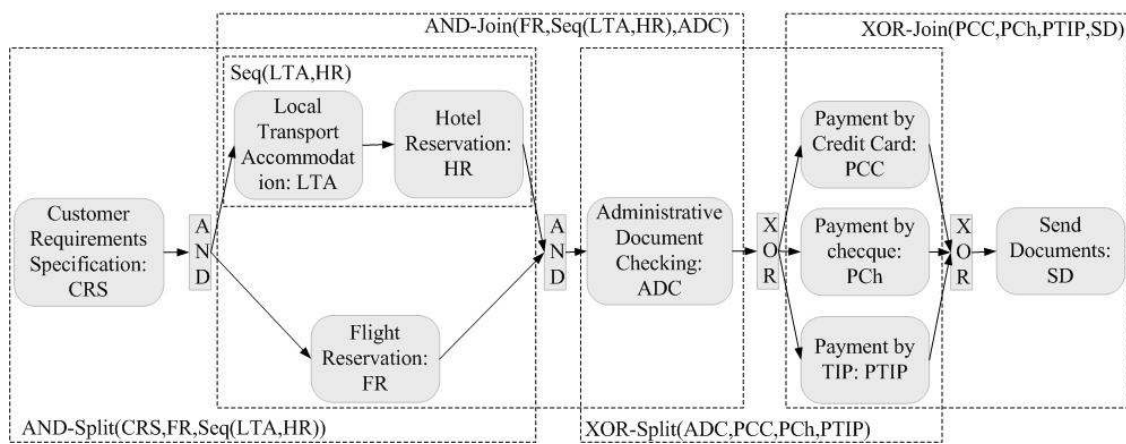 AND-Join(FR,Seq(LTA,HR),ADC)
XOR-Join(PCC,PCh,PTIP,SD)
Seq(LTA,HR)
Local
Transport
Accommodat
ion: LTA
Hotel
Reservation:
HR
Customer
Requirements
Specification:
CRS
A
N
D
Flight
Reservation:
FR
A
N
D
Administrative
Document
Checking:
ADC
X
O
R
Payment by
Credit Card:
PCC
Payment by
checque:
PCh
Payment by
TIP: PTIP
X
O
R
Send
Documents:
SD
AND-Split(CRS,FR,Seq(LTA,HR))
XOR-Split(ADC,PCC,PCh,PTIP)